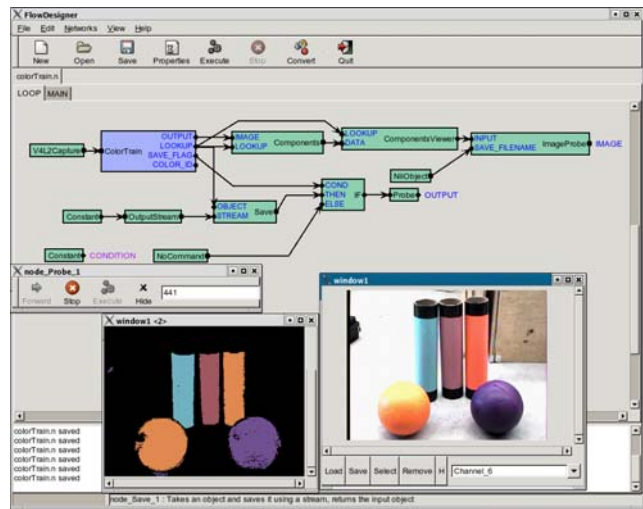 FlowDesigner
File Edit Networks View Help
New Open Save Properties Execute Stop Convert Quit
colorTrain.n
LOOP MAIN
V4L2Capture
ColorTrain
OUTPUT
LOOKUP
SAVE_FLAG
COLOR_ID
IMAGE
LOOKUP
Components
LOOKUP
DATA
ComponentsViewer
INPUT
SAVE_FILENAME
ImageProbe
IMAGE
NilObject
Constant
OutputStream
OBJECT
STREAM
Save
COND
THEN
ELSE
IF
Probe
OUTPUT
Constant
CONDITION
NoCommand
node_Probe_1
Forward Stop Execute Hide 441
window1 <2>
window1
Load Save Select Remove H Channel_6
colorTrain.n saved
colorTrain.n saved
colorTrain.n saved
colorTrain.n saved
colorTrain.n saved
colorTrain.n saved
node_Save_1 : Takes an object and saves it using a stream, returns the input object